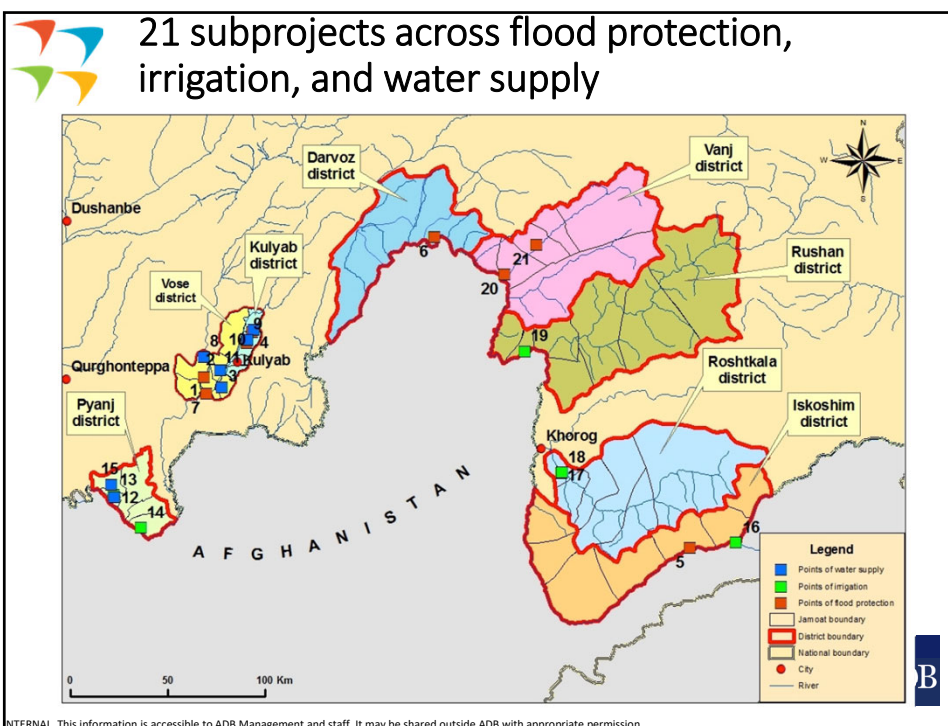 21 subprojects across flood protection,
irrigation, and water supply
Darvoz
district
Vanj
district
N
W
E
S
Dushanbe
Kulyab
district
Rushan
district
Vose
district
6
21
20
9
8
10
4
2
11
Kulyab
19
Qurghonteppa
3
1
7
Roshtkala
district
Pyanj
district
Iskoshim
district
Khorog
18
17
15
13
12
14
16
5
AFGHANISTAN
Legend
Points of water supply
Points of irrigation
Points of flood protection
Jamoat boundary
District boundary
National boundary
City
River
0 50 100 Km
B
NTERNAL. This information is accessible to ADB Management and staff. It may be shared outside ADB with appropriate permission.